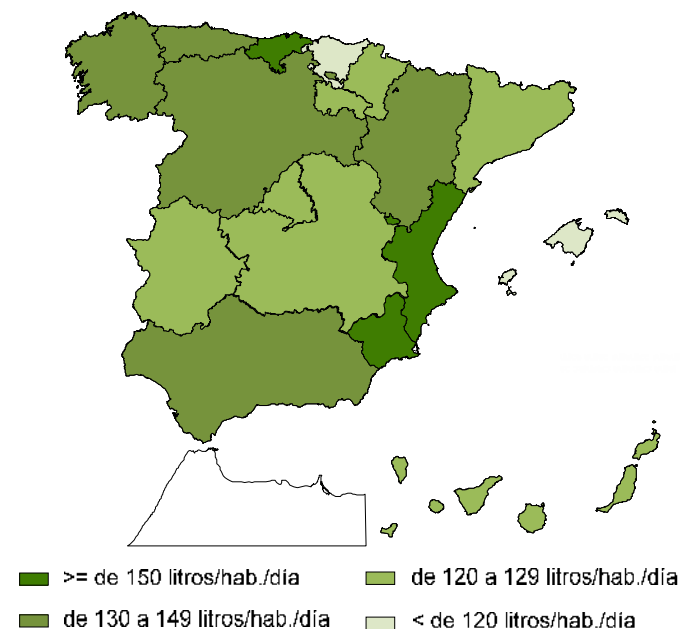 >= de 150 litros/hab./día
de 120 a 129 litros/hab./día
de 130 a 149 litros/hab./día
< de 120 litros/hab./día